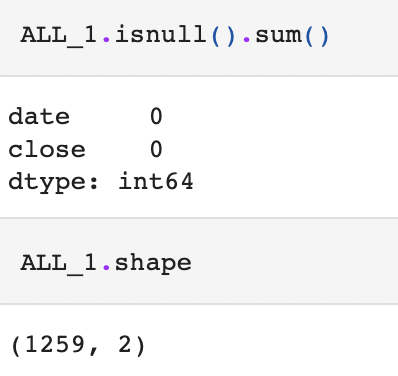 ALL_1.isnull().sum()
date     0
close    0
dtype: int64
ALL_1.shape
(1259, 2)